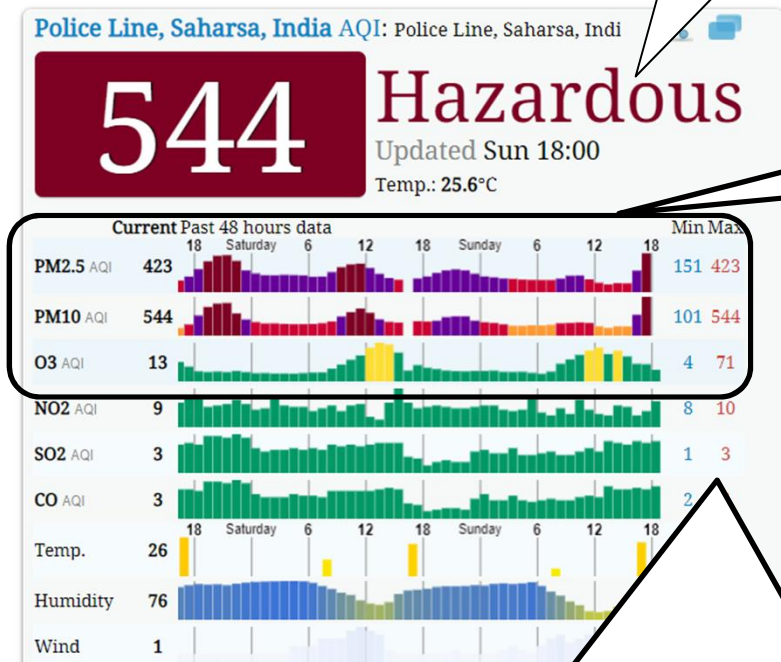 Police Line, Saharsa, India AQI: Police Line, Saharsa, Indi
544
Hazardous
Updated Sun 18:00
Temp.: 25.6°C
Current Past 48 hours data Min Max
18 Saturday 6 12 18 Sunday 6 12 18
PM2.5 AQI 423 151 423
PM10 AQI 544 101 544
O3 AQI 13 4 71
NO2 AQI 9 8 10
SO2 AQI 3 1 3
CO AQI 3 2
18 Saturday 6 12 18 Sunday 6 12 18
Temp. 26
Humidity 76
Wind 1